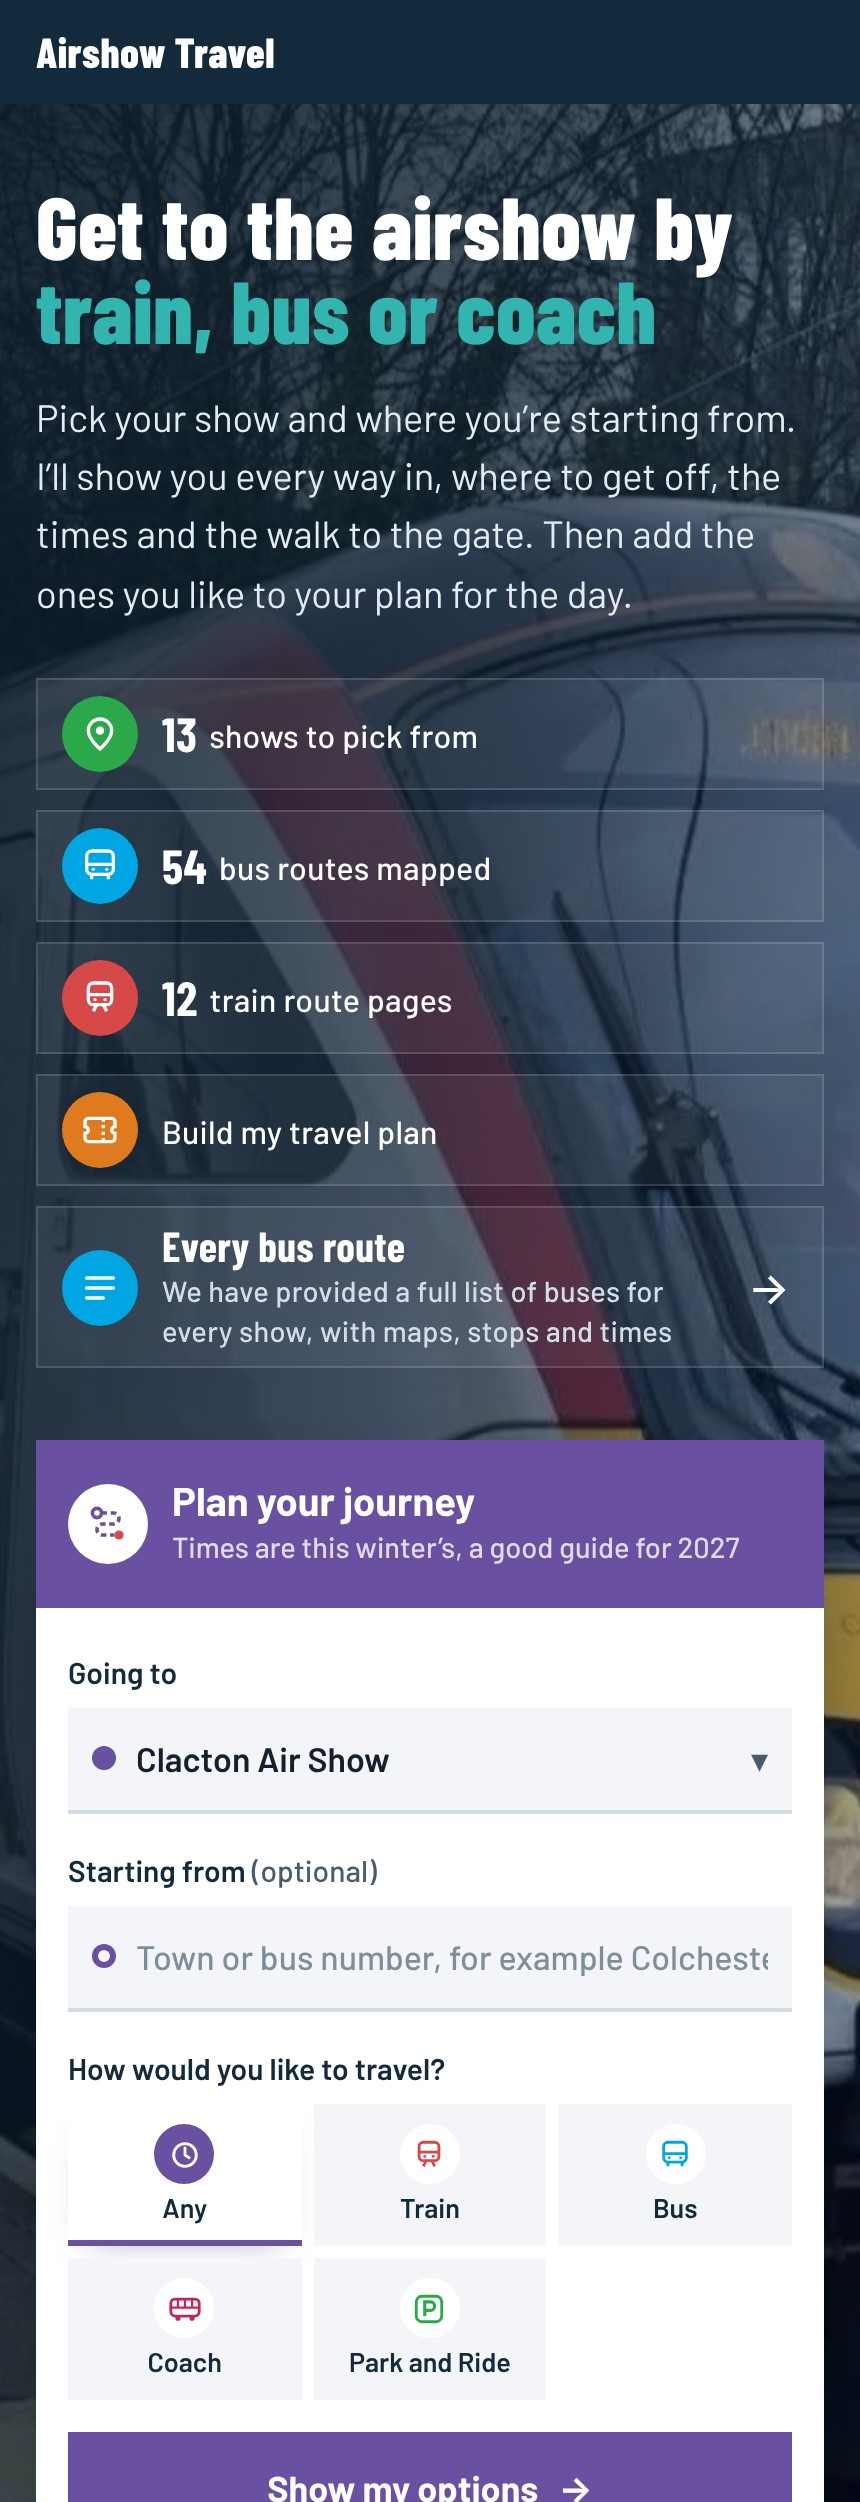 Airshow Travel
Get to the airshow by
train, bus or coach
Pick your show and where you’re starting from.
I’ll show you every way in, where to get off, the
times and the walk to the gate. Then add the
ones you like to your plan for the day.
13 shows to pick from
54 bus routes mapped
12 train route pages
Build my travel plan
Every bus route
We have provided a full list of buses for
every show, with maps, stops and times
Plan your journey
Times are this winter’s, a good guide for 2027
Going to
Clacton Air Show
Starting from (optional)
Town or bus number, for example Colcheste
How would you like to travel?
Any
Train
Bus
Coach
P
Park and Ride
Show my options